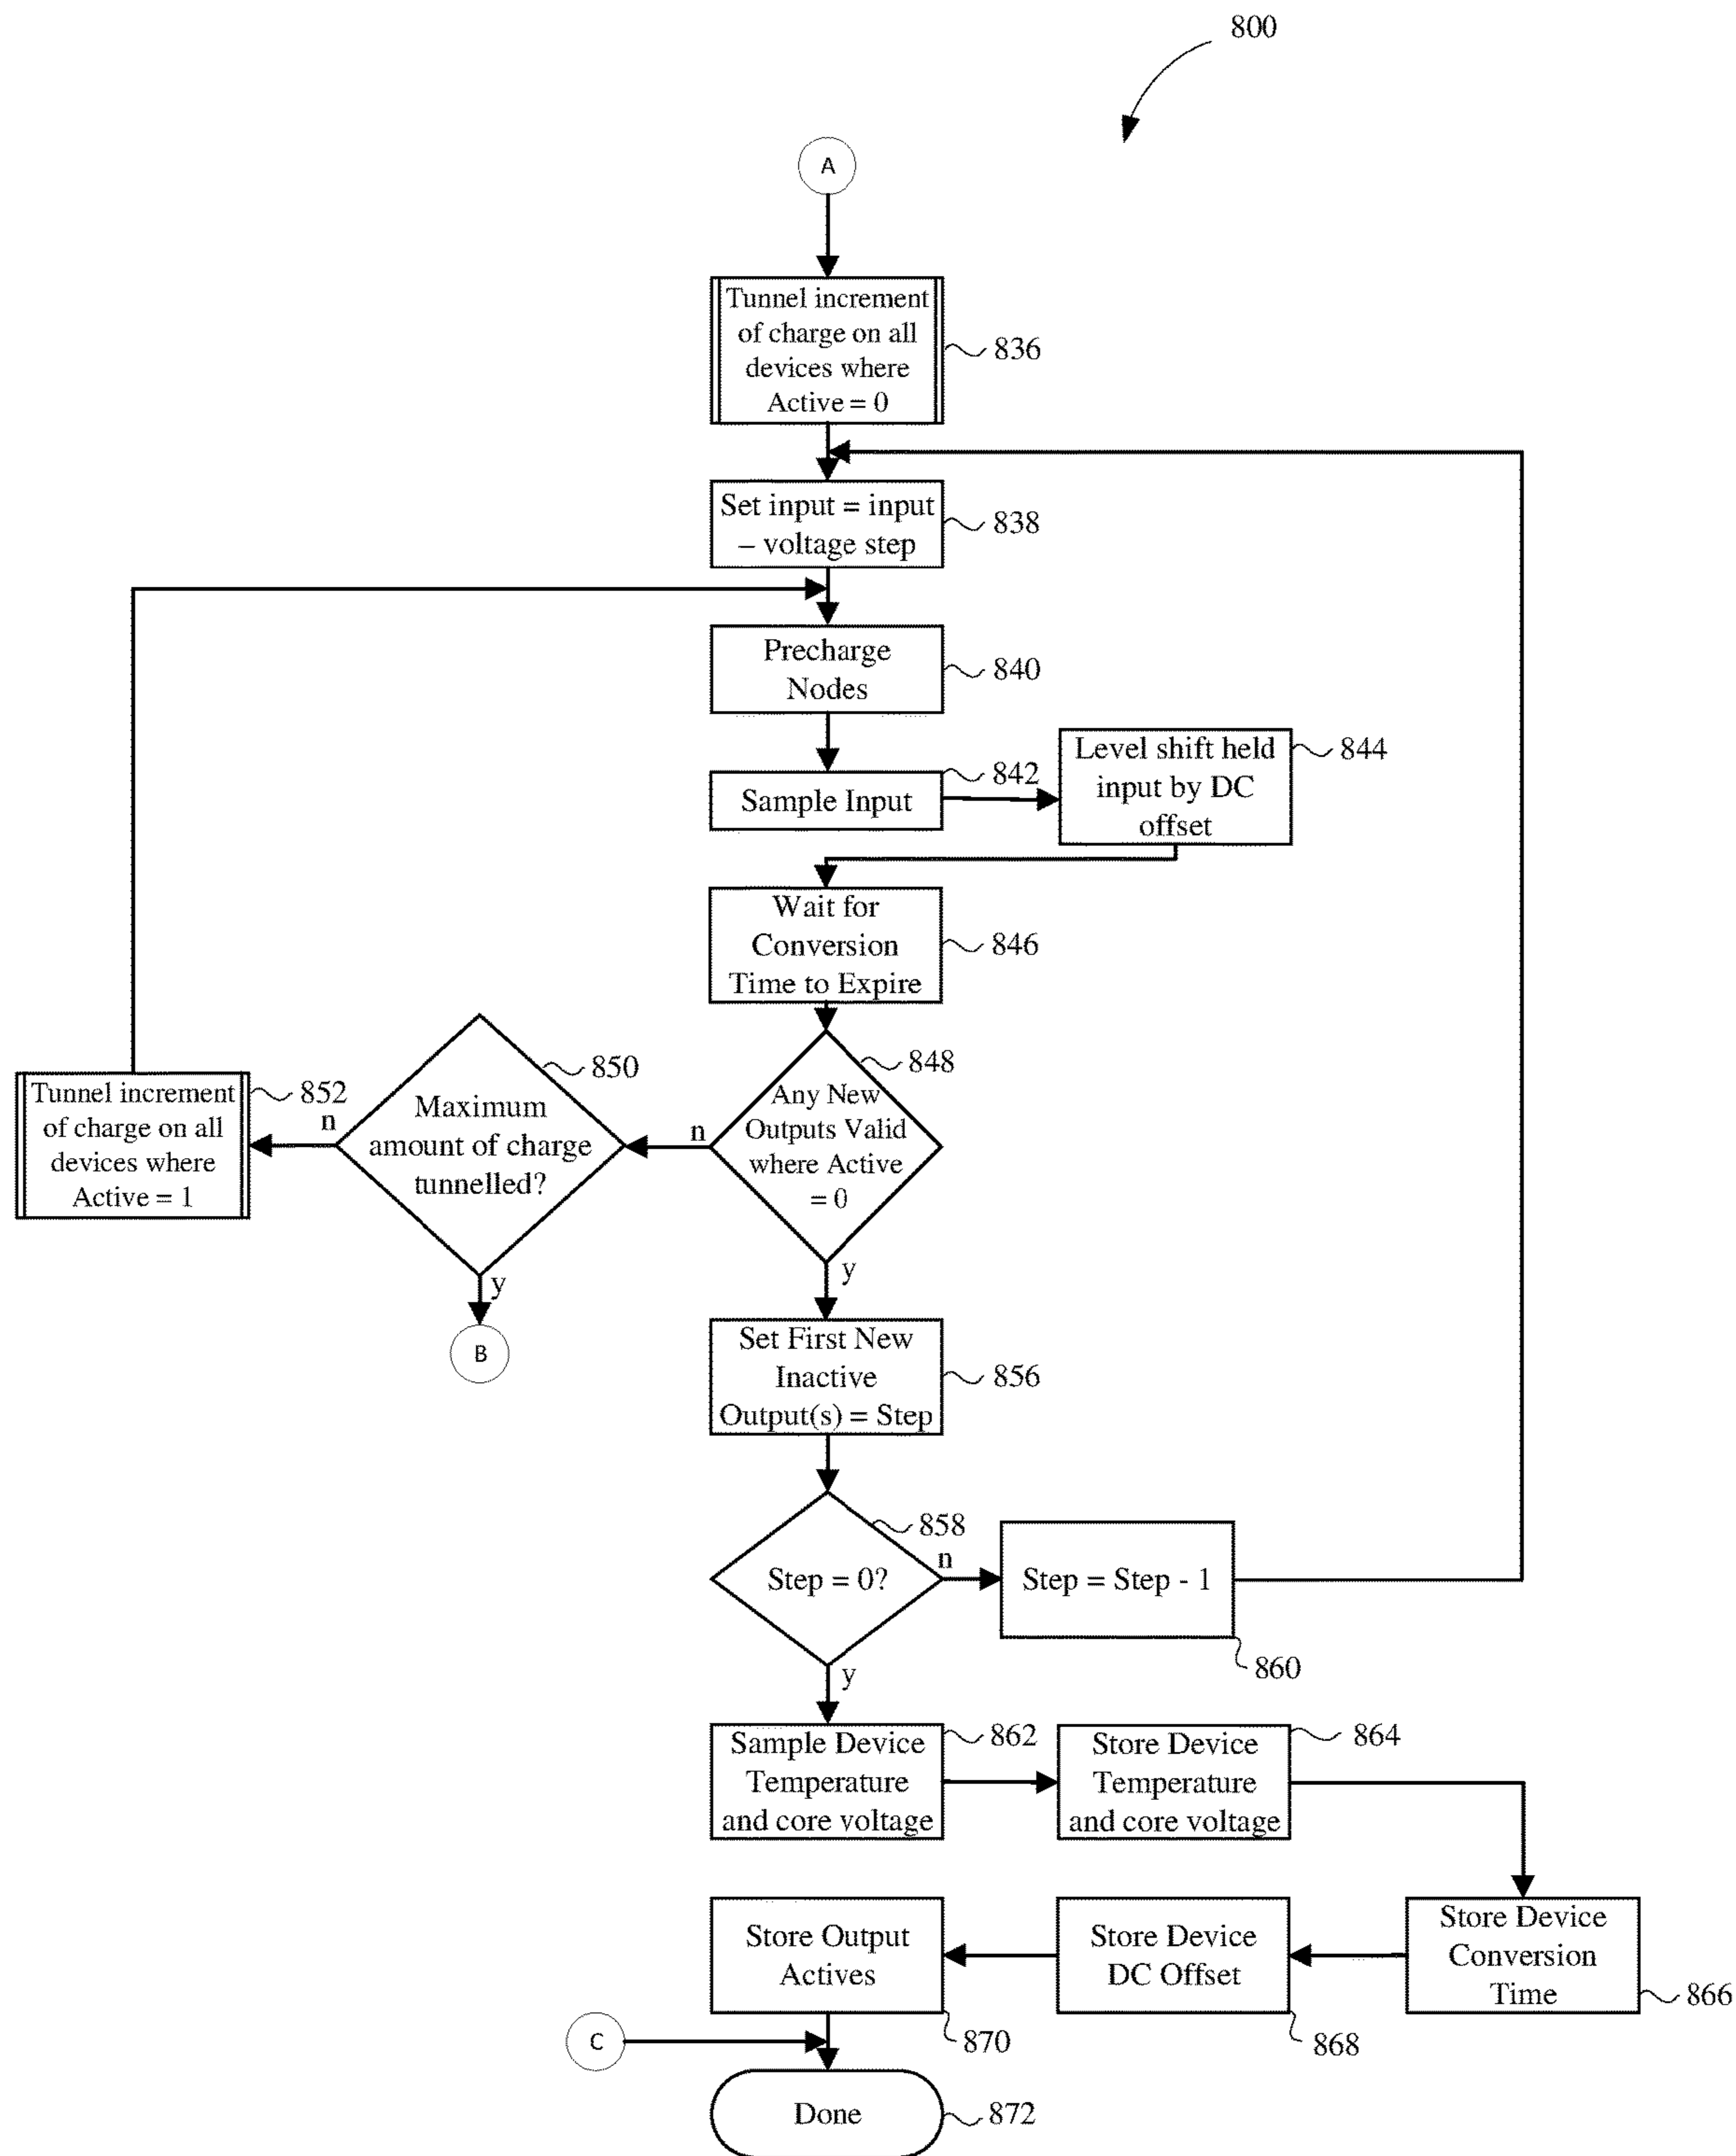 800
A
Tunnel increment
of charge on all
devices where
Active = 0
836
Set input = input
– voltage step
838
Precharge
Nodes
840
Sample Input
842
Level shift held
input by DC
offset
844
Wait for
Conversion
Time to Expire
846
Any New
Outputs Valid
where Active
= 0
848
n
y
Maximum
amount of charge
tunnelled?
850
n
y
Tunnel increment
of charge on all
devices where
Active = 1
852
B
Set First New
Inactive
Output(s) = Step
856
Step = 0?
858
n
y
Step = Step - 1
860
Sample Device
Temperature
and core voltage
862
Store Device
Temperature
and core voltage
864
Store Device
Conversion
Time
866
Store Device
DC Offset
868
Store Output
Actives
870
C
Done
872